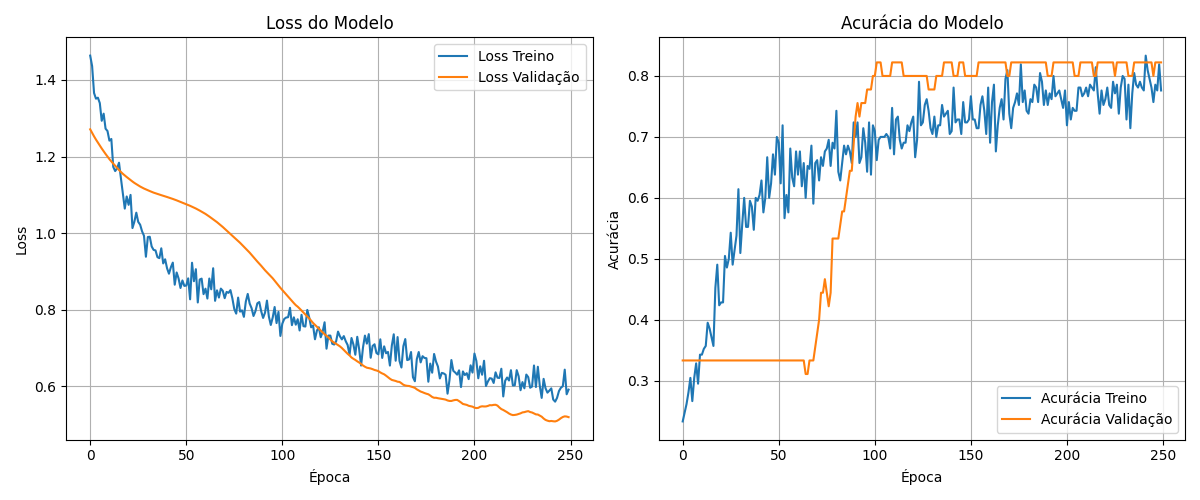 Loss do Modelo
Loss
1.4
1.2
1.0
0.8
0.6
Loss Treino
Loss Validação
0
50
100
150
200
250
Época
Acurácia do Modelo
Acurácia
0.8
0.7
0.6
0.5
0.4
0.3
Acurácia Treino
Acurácia Validação
0
50
100
150
200
250
Época